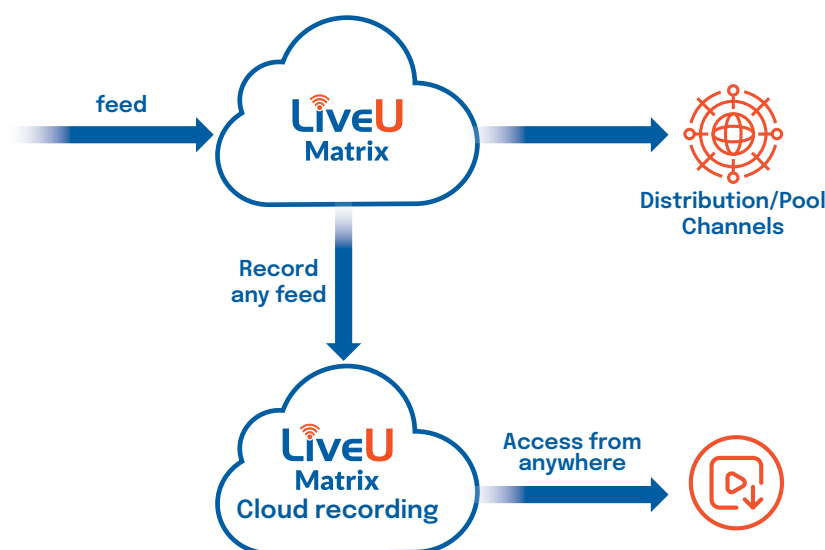 feed
LiveU
Matrix
Distribution/Pool
Channels
Record
any feed
LiveU
Matrix
Cloud recording
Access from
anywhere